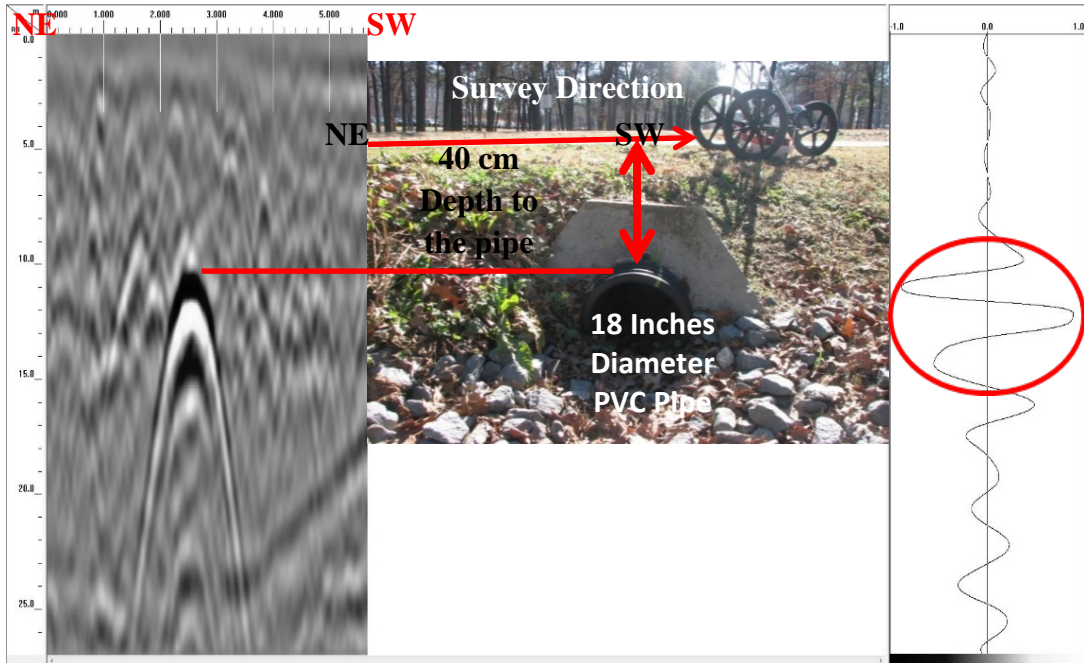 NE
SW
m
0.000 1.000 2.000 3.000 4.000 5.000
0.0
5.0
10.0
15.0
20.0
25.0
Survey Direction
NE SW
40 cm
Depth to
the pipe
18 Inches
Diameter
PVC Pipe
-1.0 0.0 1.0